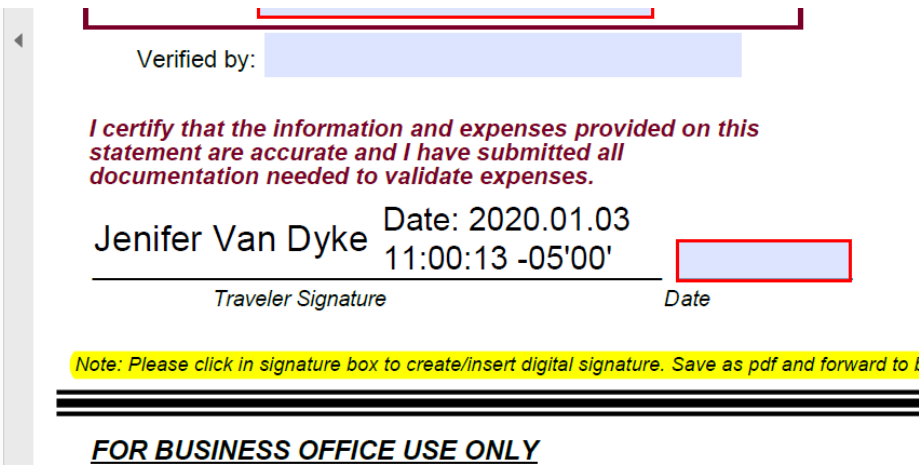 Verified by:
I certify that the information and expenses provided on this
statement are accurate and I have submitted all
documentation needed to validate expenses.
Jenifer Van Dyke
Date: 2020.01.03
11:00:13 -05'00'
Traveler Signature
Date
Note: Please click in signature box to create/insert digital signature. Save as pdf and forward to
FOR BUSINESS OFFICE USE ONLY